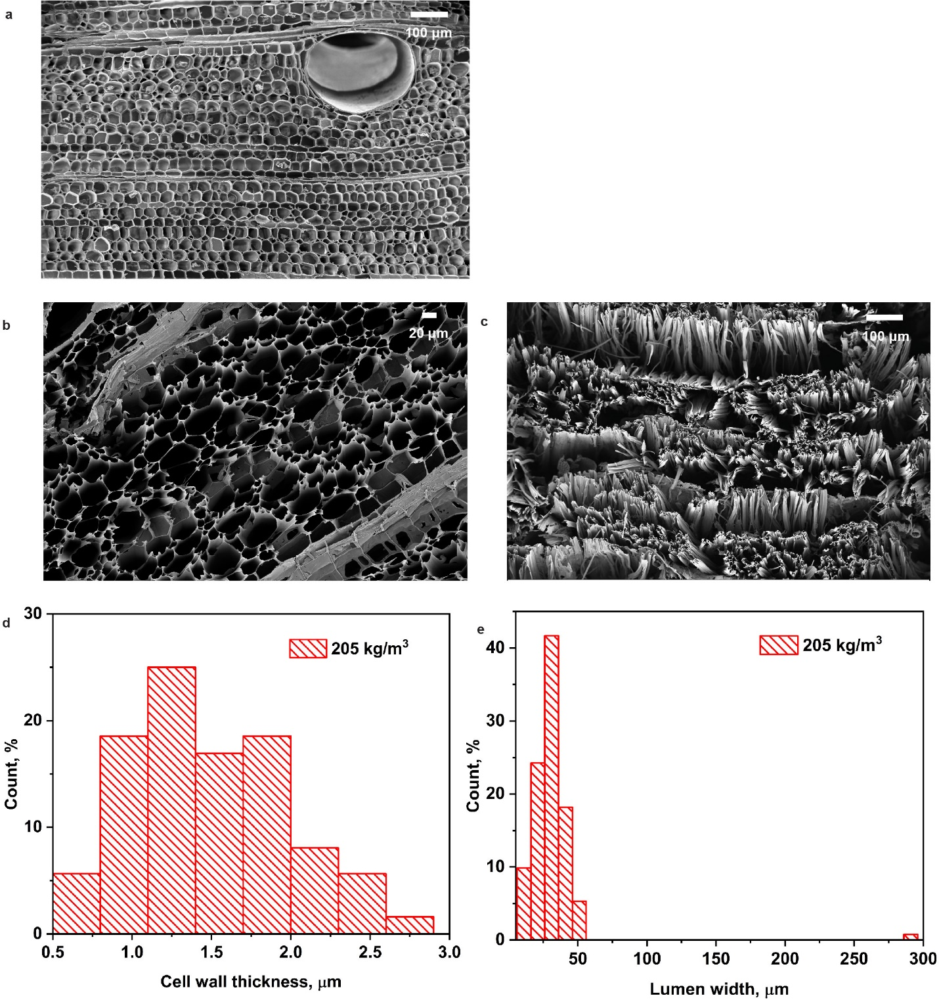 a
100 µm
b
20 µm
c
100 µm
d
30
20
10
0
Count, %
205 kg/m³
0.5 1.0 1.5 2.0 2.5 3.0
Cell wall thickness, µm
e
40
30
20
10
0
Count, %
205 kg/m³
50 100 150 200 250 300
Lumen width, µm